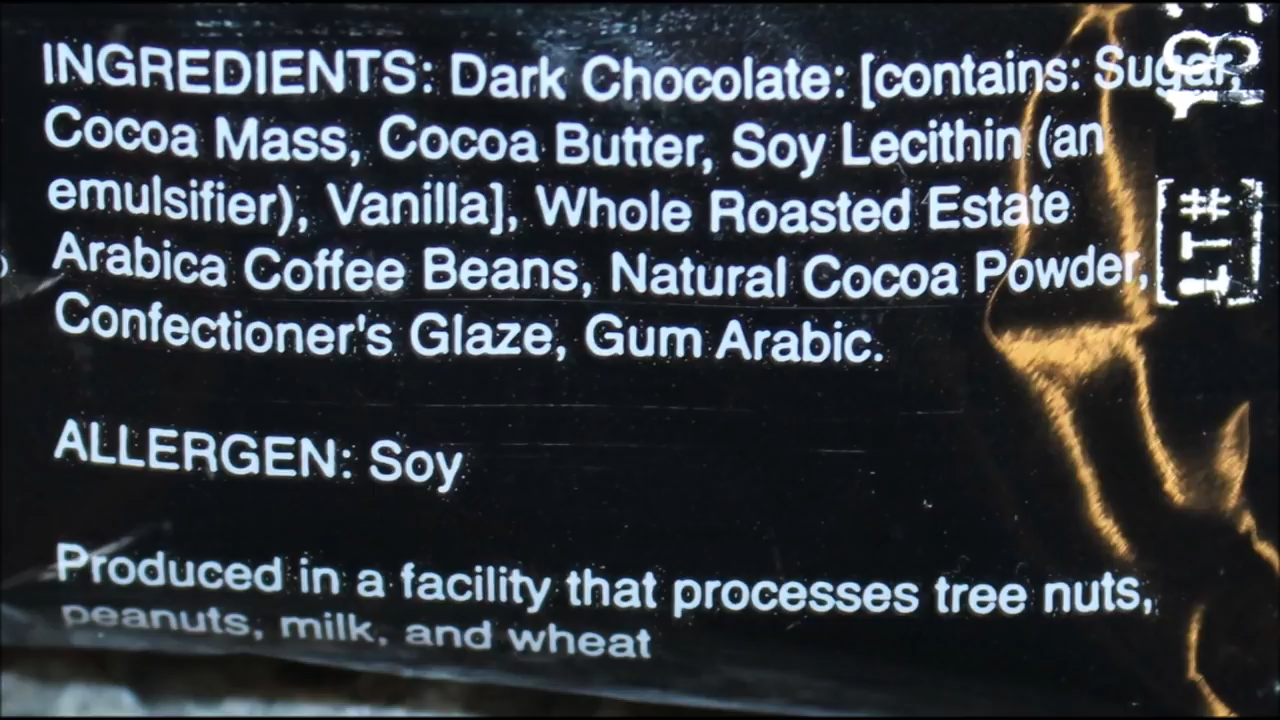 INGREDIENTS: Dark Chocolate: [contains: Sugar,
Cocoa Mass, Cocoa Butter, Soy Lecithin (an
emulsifier), Vanilla], Whole Roasted Estate
Arabica Coffee Beans, Natural Cocoa Powder,
Confectioner's Glaze, Gum Arabic.
ALLERGEN: Soy
Produced in a facility that processes tree nuts,
peanuts, milk, and wheat